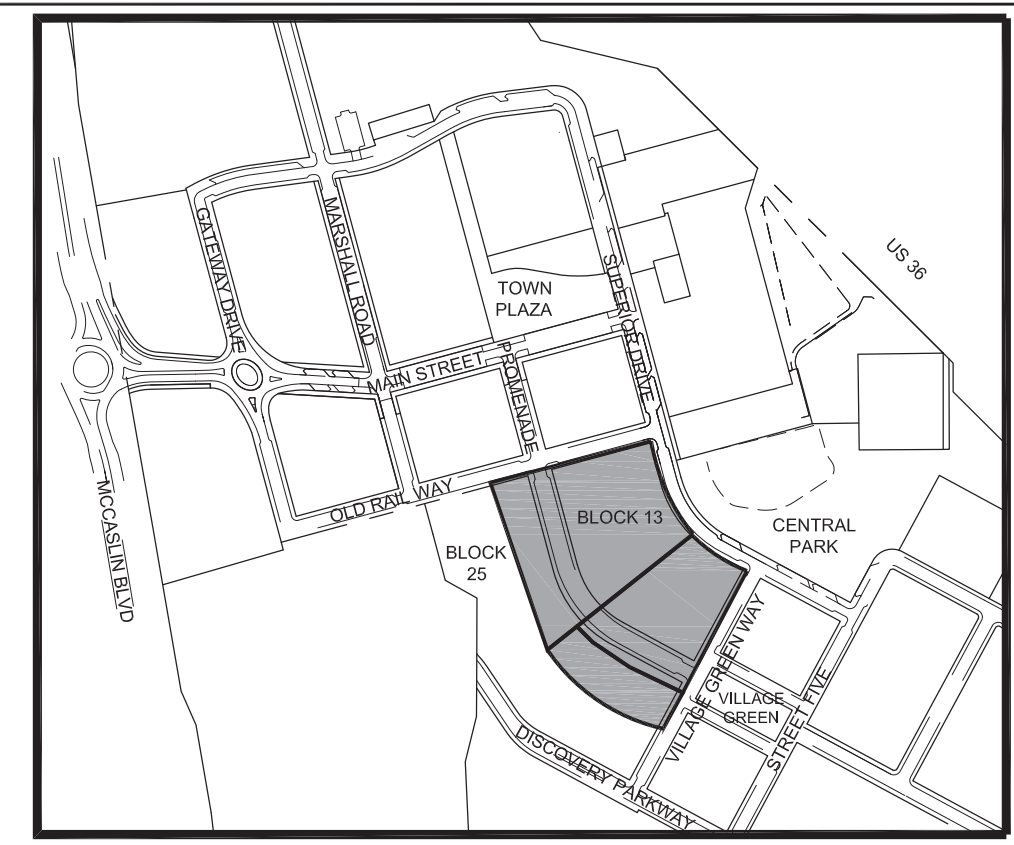 US 36
GATEWAY DRIVE
MARSHALL ROAD
TOWN
PLAZA
SUPERIOR DRIVE
MAIN STREET
PROMENADE
MCCASLIN BLVD
OLD RAIL WAY
BLOCK 13
BLOCK
25
CENTRAL
PARK
VILLAGE GREEN WAY
VILLAGE
GREEN
STREET FIVE
DISCOVERY PARKWAY